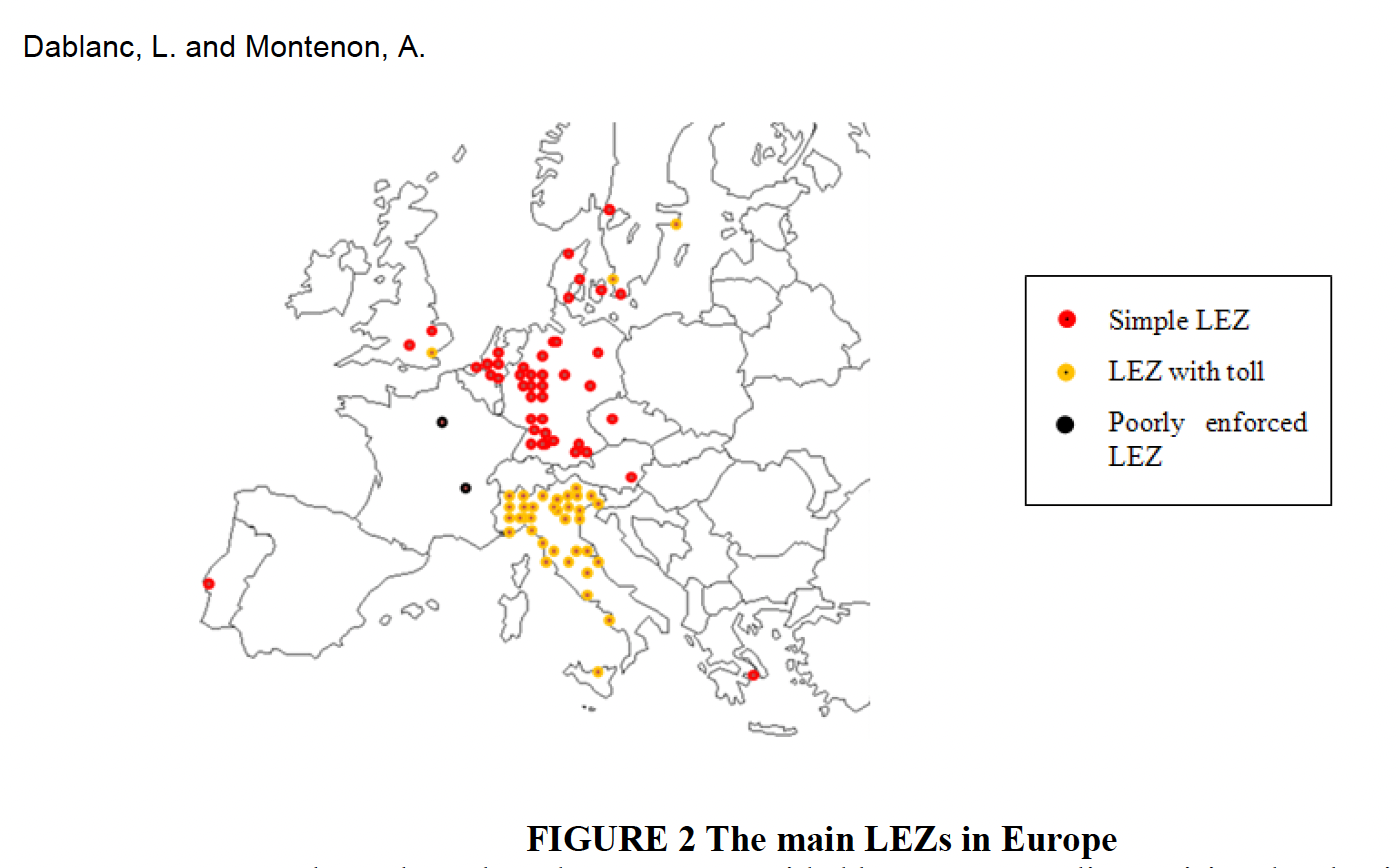 Dablanc, L. and Montenon, A.
Simple LEZ
LEZ with toll
Poorly enforced
LEZ
FIGURE 2 The main LEZs in Europe